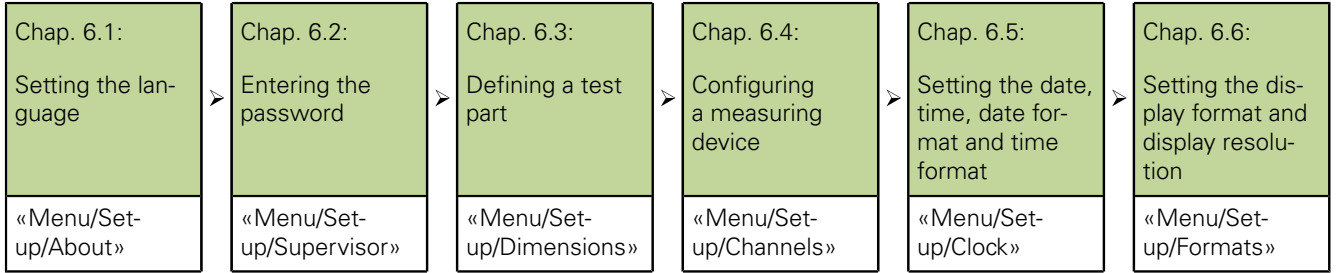 Chap. 6.1:
Setting the lan-
guage
«Menu/Set-
up/About»
Chap. 6.2:
Entering the
password
«Menu/Set-
up/Supervisor»
Chap. 6.3:
Defining a test
part
«Menu/Set-
up/Dimensions»
Chap. 6.4:
Configuring
a measuring
device
«Menu/Set-
up/Channels»
Chap. 6.5:
Setting the date,
time, date for-
mat and time
format
«Menu/Set-
up/Clock»
Chap. 6.6:
Setting the dis-
play format and
display resolu-
tion
«Menu/Set-
up/Formats»